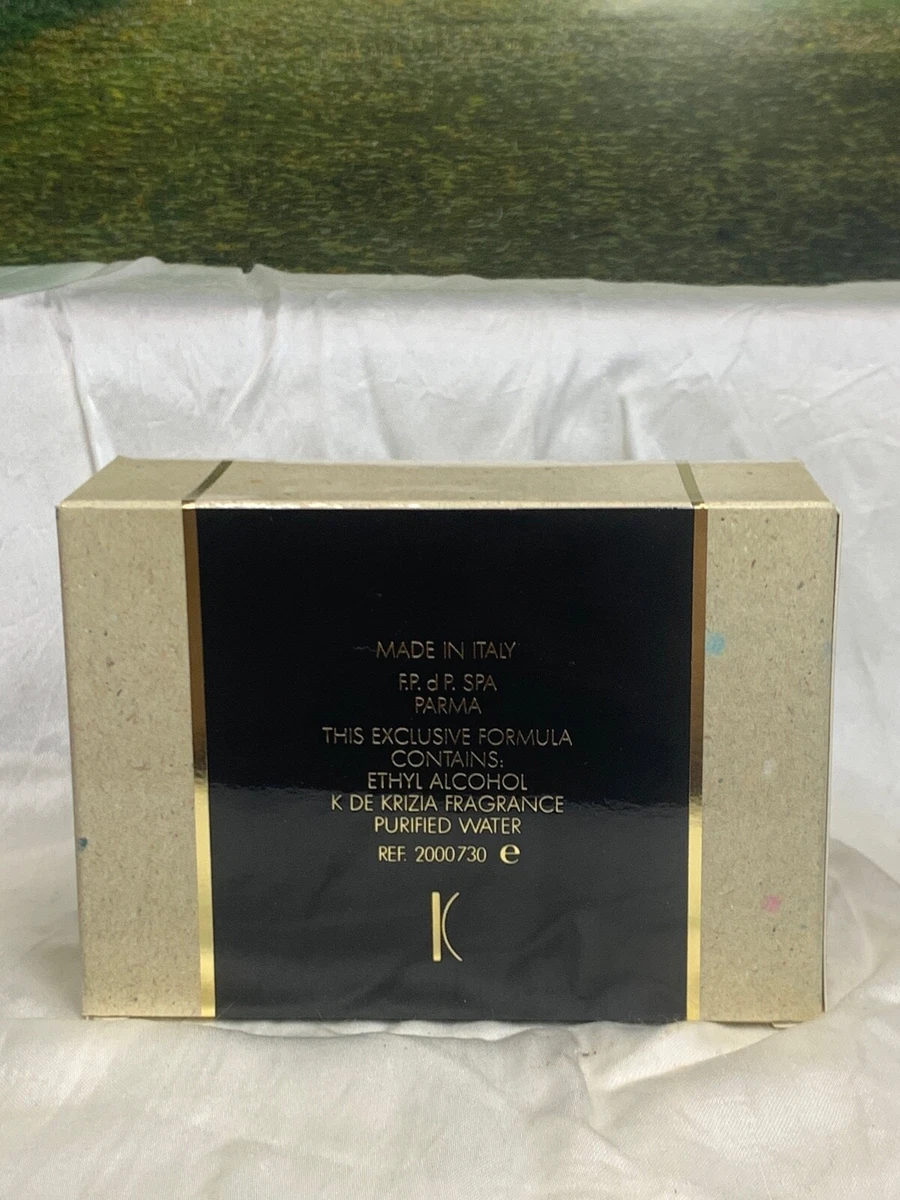 MADE IN ITALY
F.P. d P. SPA
PARMA
THIS EXCLUSIVE FORMULA
CONTAINS:
ETHYL ALCOHOL
K DE KRIZIA FRAGRANCE
PURIFIED WATER
REF. 2000730 e
K